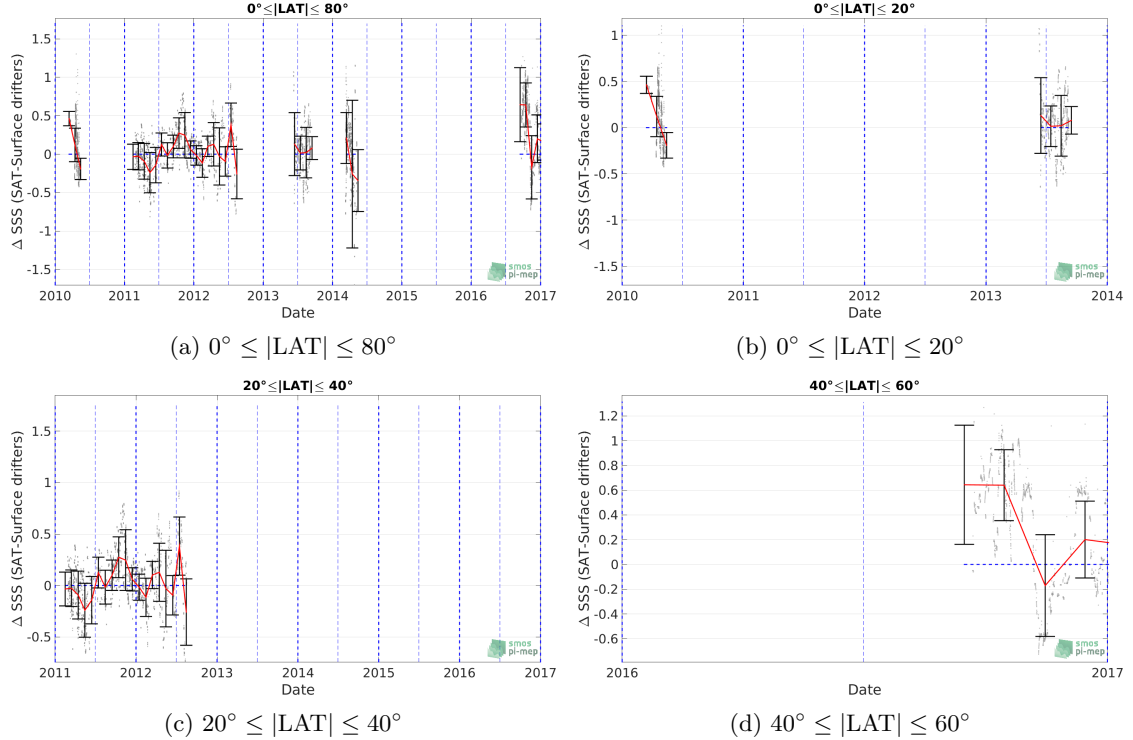 0°≤|LAT|≤ 80°
Δ SSS (SAT-Surface drifters)
1.5
1
0.5
0
-0.5
-1
-1.5
2010 2011 2012 2013 2014 2015 2016 2017
Date
smos
pi-mep
(a) 0° ≤ |LAT| ≤ 80°
0°≤|LAT|≤ 20°
Δ SSS (SAT-Surface drifters)
1
0.5
0
-0.5
-1
-1.5
2010 2011 2012 2013 2014
Date
smos
pi-mep
(b) 0° ≤ |LAT| ≤ 20°
20°≤|LAT|≤ 40°
Δ SSS (SAT-Surface drifters)
1.5
1
0.5
0
-0.5
2011 2012 2013 2014 2015 2016 2017
Date
smos
pi-mep
(c) 20° ≤ |LAT| ≤ 40°
40°≤|LAT|≤ 60°
Δ SSS (SAT-Surface drifters)
1.2
1
0.8
0.6
0.4
0.2
0
-0.2
-0.4
-0.6
2016 2017
Date
smos
pi-mep
(d) 40° ≤ |LAT| ≤ 60°